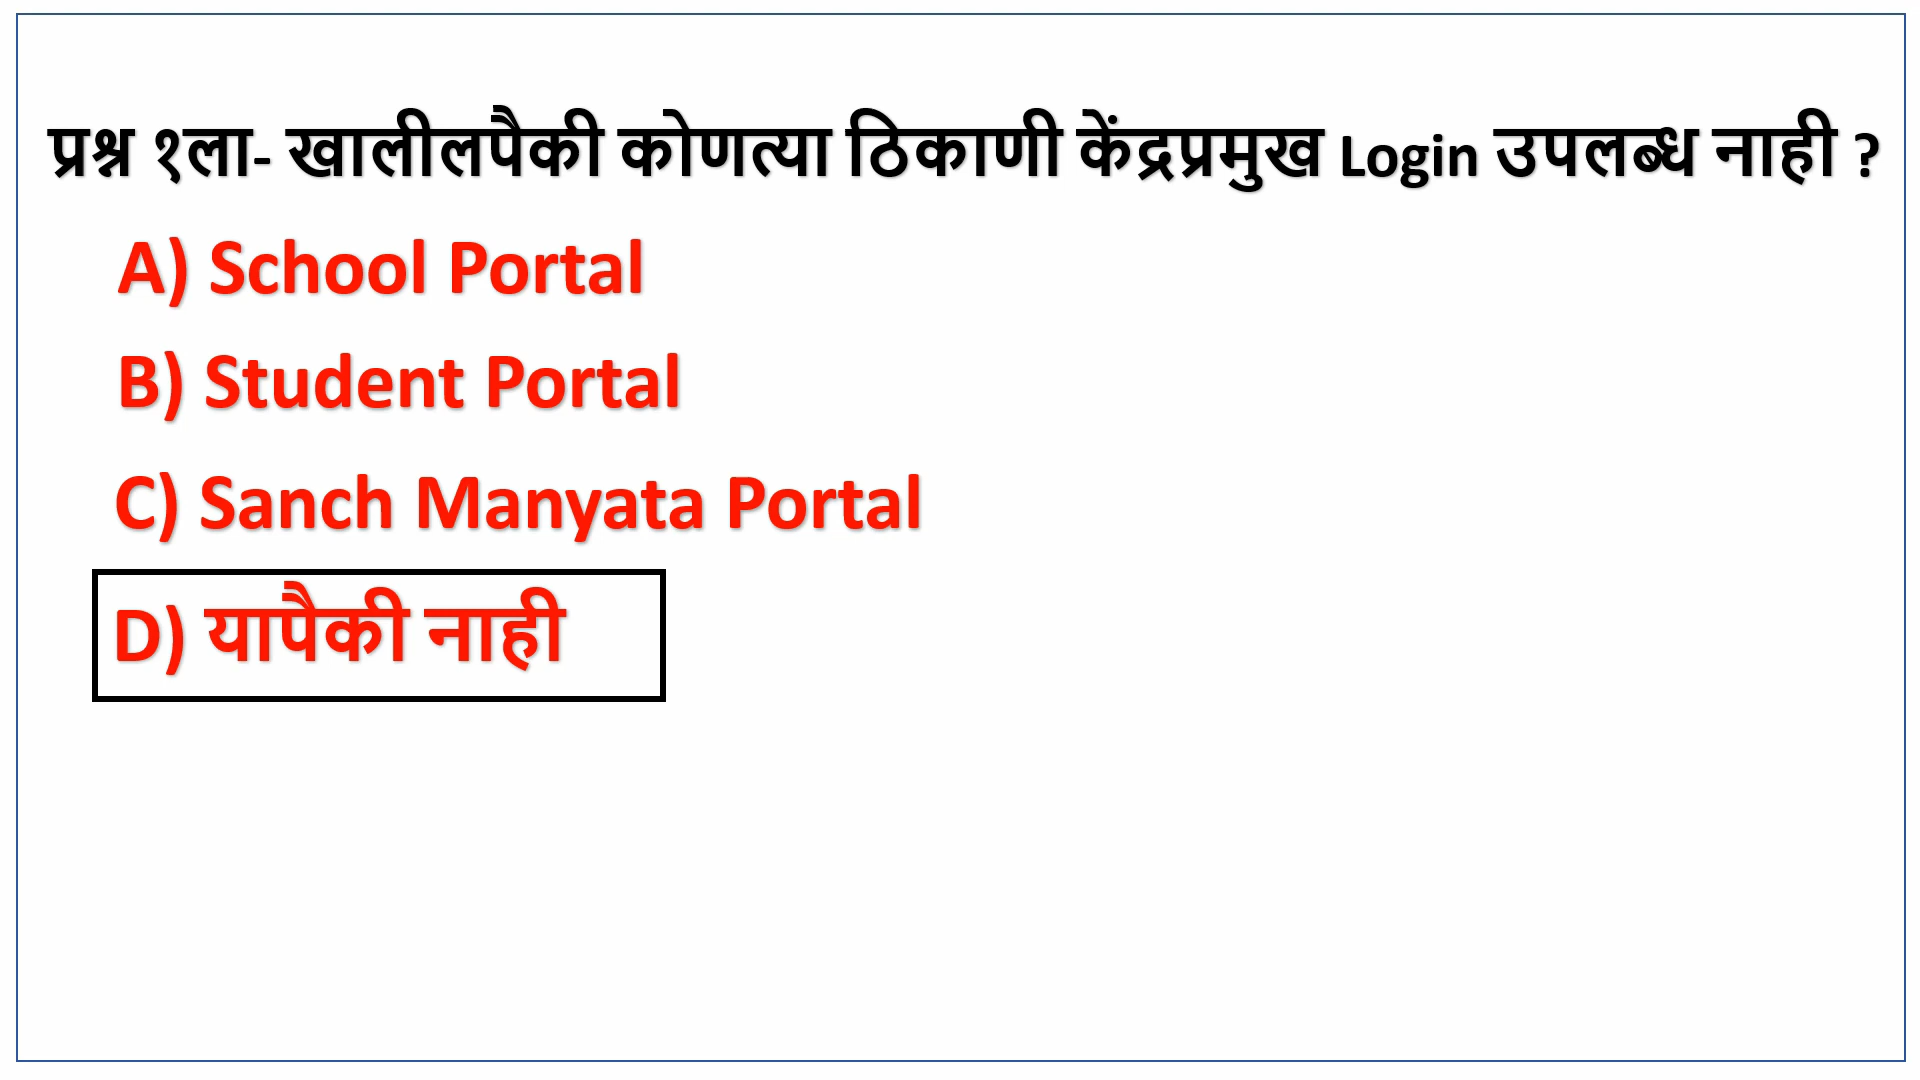 प्रश्न १ला- खालीलपैकी कोणत्या ठिकाणी केंद्रप्रमुख Login उपलब्ध नाही ?
A) School Portal
B) Student Portal
C) Sanch Manyata Portal
D) यापैकी नाही